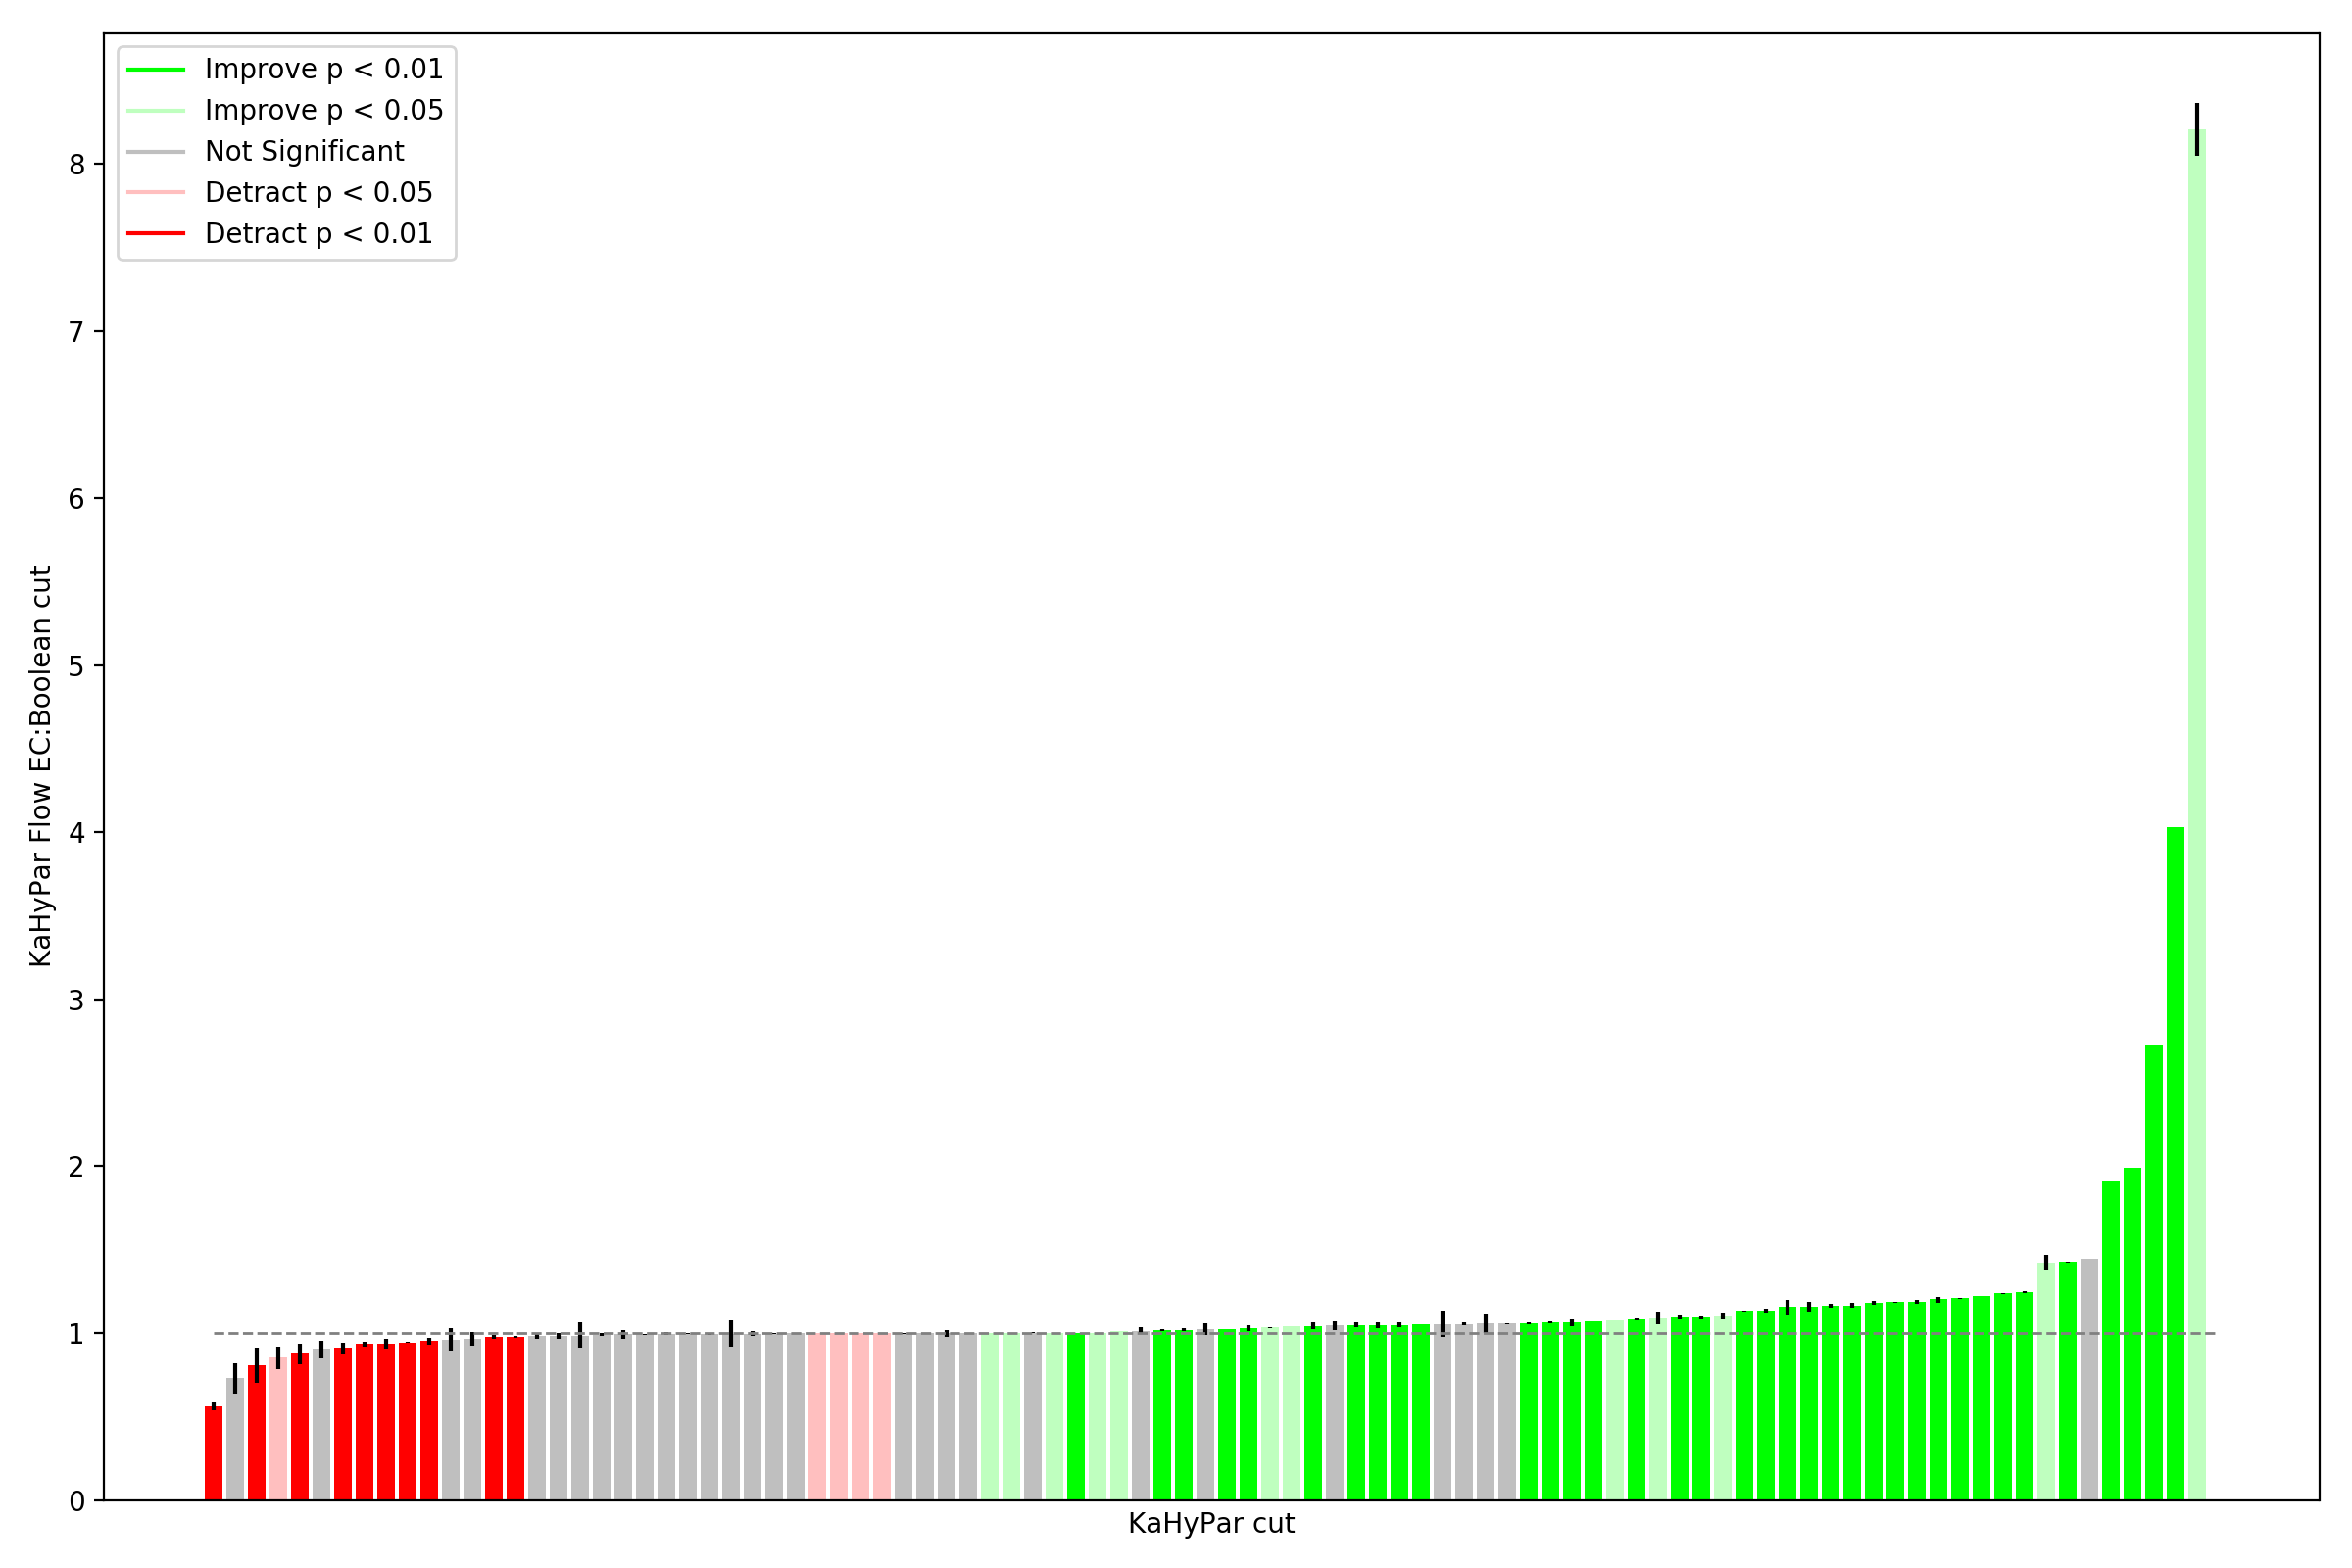 Improve p < 0.01
Improve p < 0.05
Not Significant
Detract p < 0.05
Detract p < 0.01
8
7
6
5
4
3
2
1
0
KaHyPar Flow EC:Boolean cut
KaHyPar cut